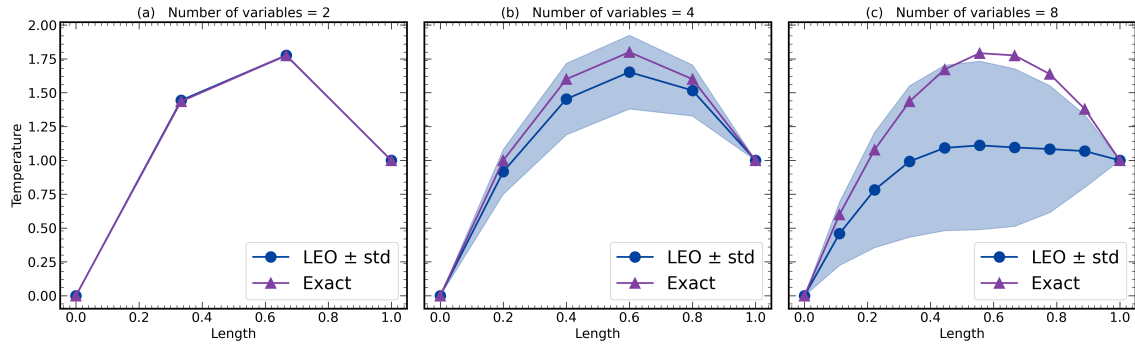 (a) Number of variables = 2
(b) Number of variables = 4
(c) Number of variables = 8
Temperature
2.00
1.75
1.50
1.25
1.00
0.75
0.50
0.25
0.00
LEO ± std
Exact
LEO ± std
Exact
LEO ± std
Exact
0.0 0.2 0.4 0.6 0.8 1.0
0.0 0.2 0.4 0.6 0.8 1.0
0.0 0.2 0.4 0.6 0.8 1.0
Length
Length
Length